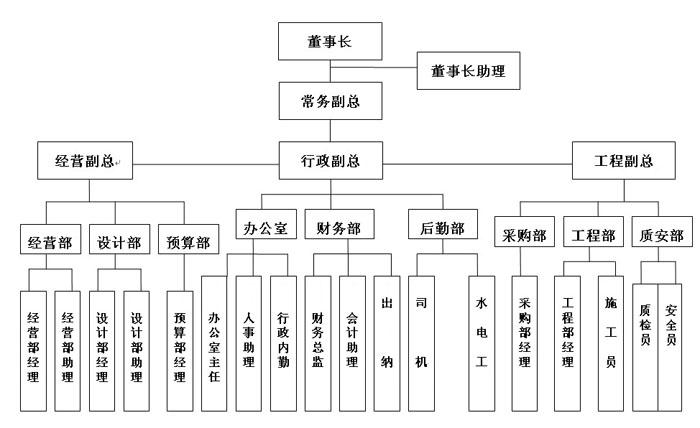 董事长
董事长助理
常务副总
经营副总
行政副总
工程副总
经营部
设计部
预算部
办公室
财务部
后勤部
采购部
工程部
质安部
经营部经理
经营部助理
设计部经理
设计部助理
预算部经理
办公室主任
人事助理
行政内勤
财务总监
会计助理
出纳
司机
水电工
采购部经理
工程部经理
施工员
质检员
安全员